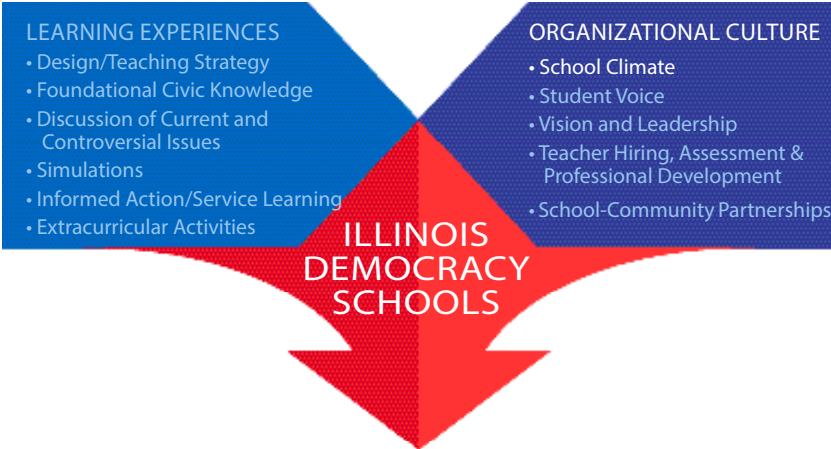 LEARNING EXPERIENCES
• Design/Teaching Strategy
• Foundational Civic Knowledge
• Discussion of Current and
Controversial Issues
• Simulations
• Informed Action/Service Learning
• Extracurricular Activities
ORGANIZATIONAL CULTURE
• School Climate
• Student Voice
• Vision and Leadership
• Teacher Hiring, Assessment &
Professional Development
• School-Community Partnerships
ILLINOIS
DEMOCRACY
SCHOOLS